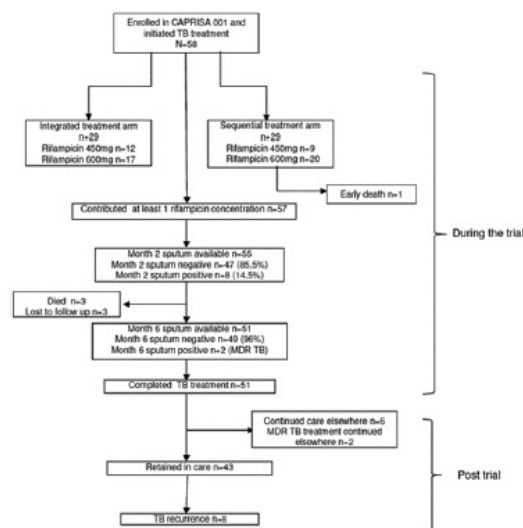 Enrolled in CAPRISA 001 and
initiated TB treatment
N=58
Integrated treatment arm
n=29
Rifampicin 450mg n=12
Rifampicin 600mg n=17
Sequential treatment arm
n=29
Rifampicin 450mg n=9
Rifampicin 600mg n=20
Early death n=1
Contributed at least 1 rifampicin concentration n=57
During the trial
Month 2 sputum available n=55
Month 2 sputum negative n=47 (85.5%)
Month 2 sputum positive n=8 (14.5%)
Died n=3
Lost to follow up n=3
Month 6 sputum available n=51
Month 6 sputum negative n=49 (96%)
Month 6 sputum positive n=2 (MDR TB)
Completed TB treatment n=51
Continued care elsewhere n=6
MDR TB treatment continued
elsewhere n=2
Retained in care n=43
Post trial
TB recurrence n=8